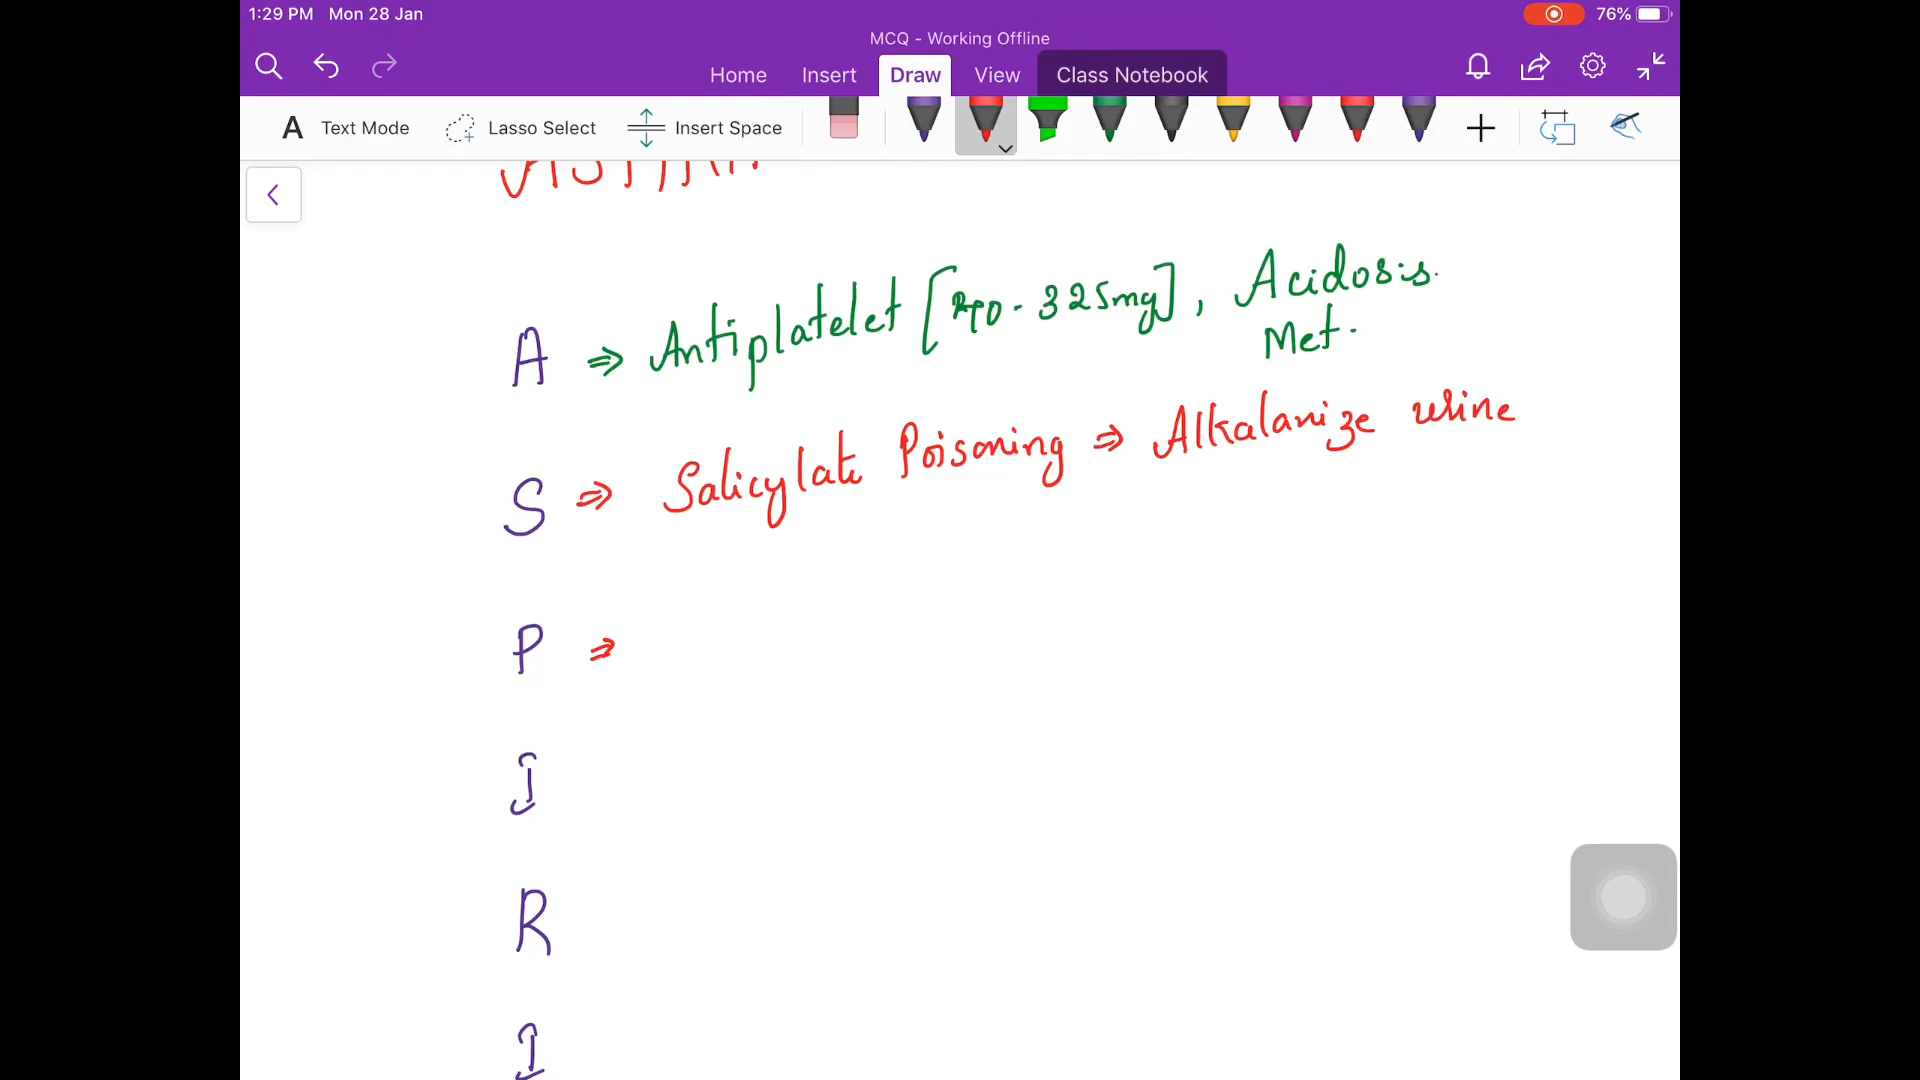 1:29 PM Mon 28 Jan 76%
MCQ - Working Offline
Home Insert Draw View Class Notebook
A Text Mode Lasso Select Insert Space
A ⇒ Antiplatelet [ - 325mg], Acidosis.
Met.
S ⇒ Salicylate Poisoning ⇒ Alkalanize urine
P ⇒
I
R
I